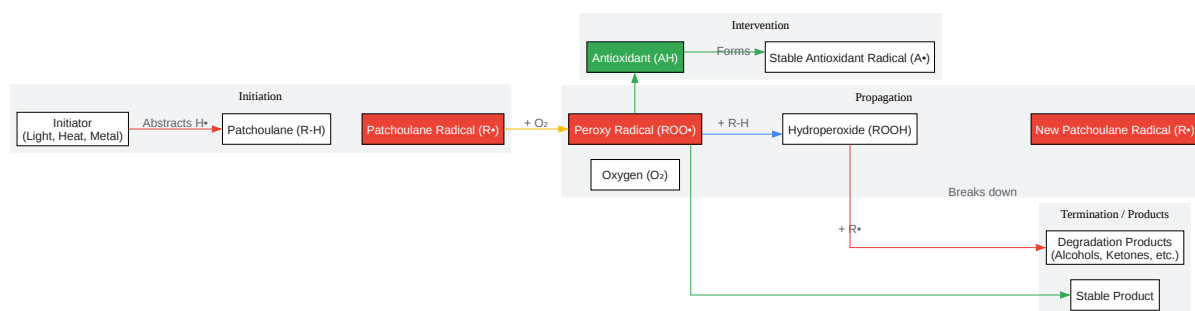 Intervention
Antioxidant (AH)
Forms
Stable Antioxidant Radical (A•)
Initiation
Initiator
(Light, Heat, Metal)
Abstracts H•
Patchoulane (R-H)
Patchoulane Radical (R•)
+ O₂
Propagation
Peroxy Radical (ROO•)
+ R-H
Hydroperoxide (ROOH)
New Patchoulane Radical (R•)
Oxygen (O₂)
Breaks down
+ R•
Termination / Products
Degradation Products
(Alcohols, Ketones, etc.)
Stable Product